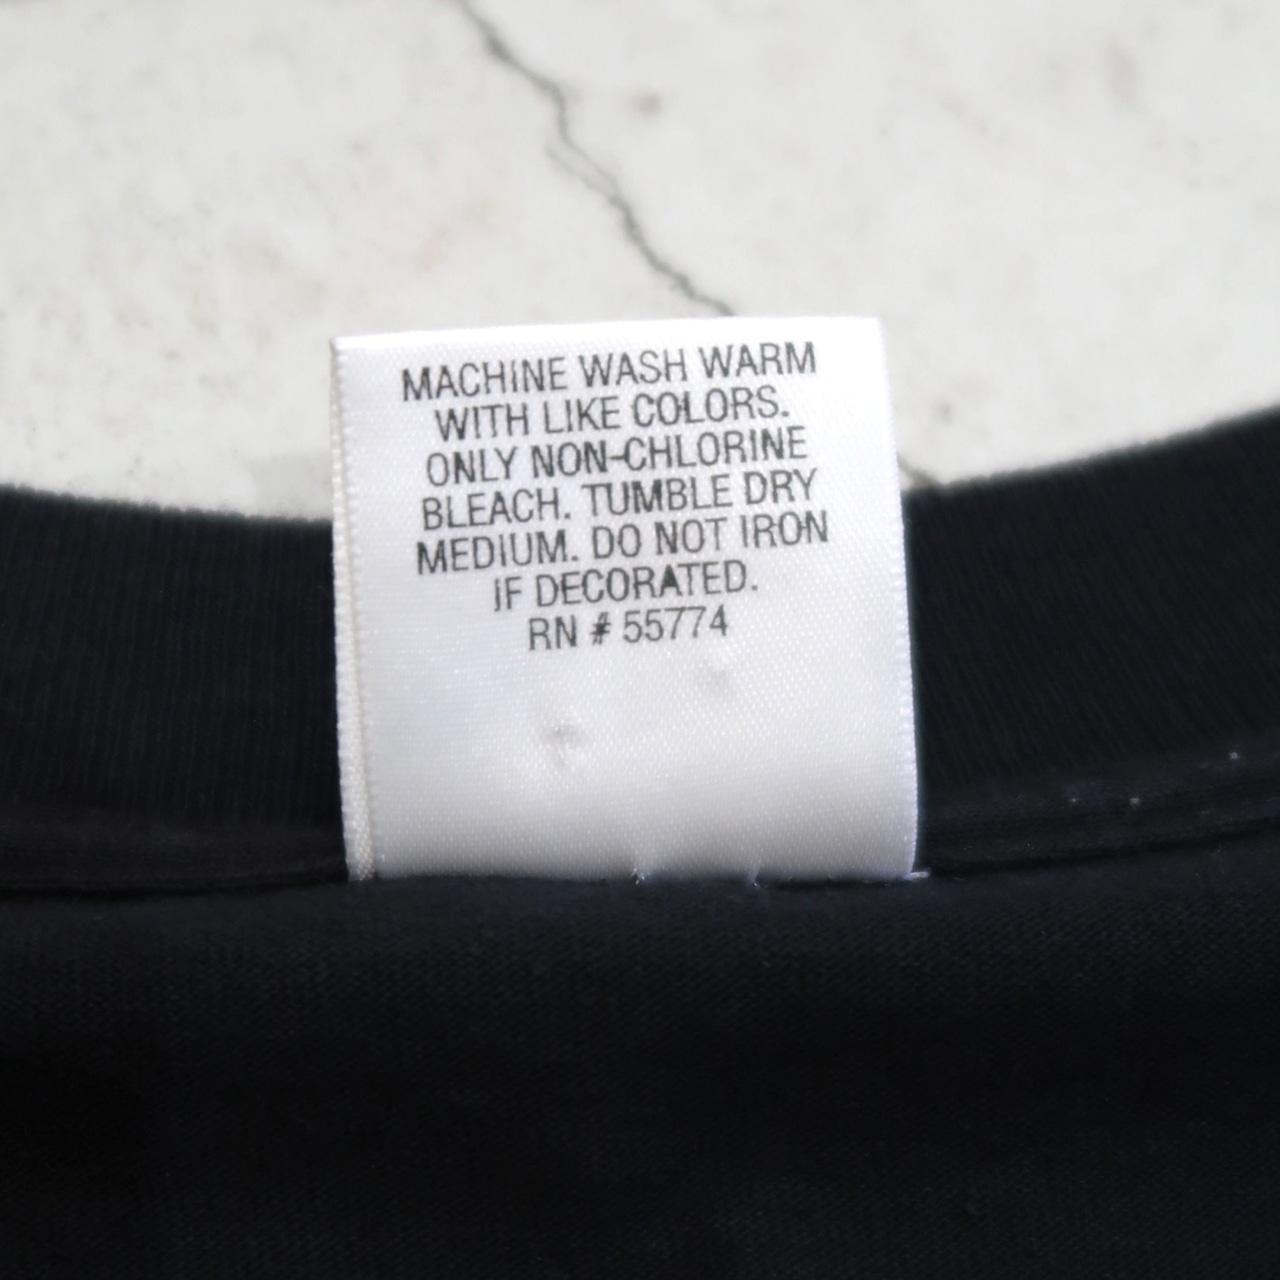 MACHINE WASH WARM
WITH LIKE COLORS.
ONLY NON-CHLORINE
BLEACH. TUMBLE DRY
MEDIUM. DO NOT IRON
IF DECORATED.
RN # 55774